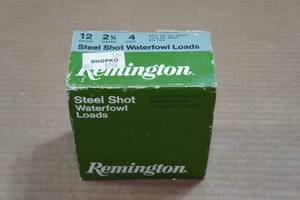 12 2¾ 4
SHOPKO
Steel Shot Waterfowl Loads
Remington
Steel Shot
Waterfowl
Loads
Remington